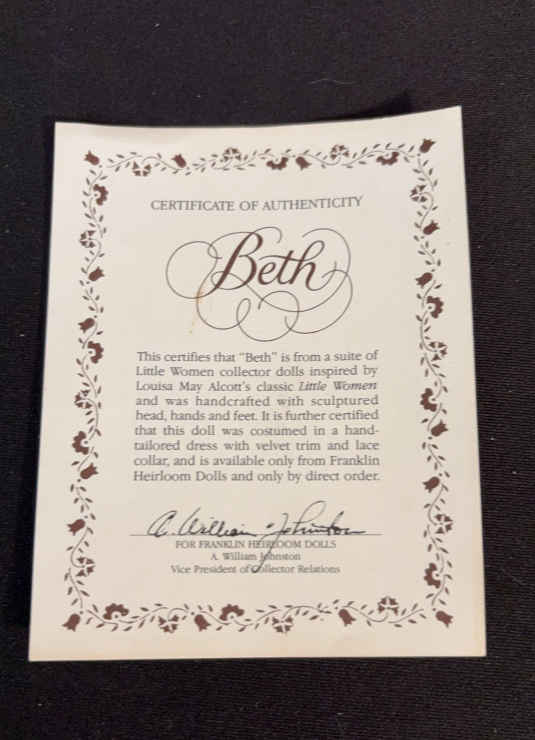 CERTIFICATE OF AUTHENTICITY
Beth
This certifies that "Beth" is from a suite of
Little Women collector dolls inspired by
Louisa May Alcott's classic Little Women
and was handcrafted with sculptured
head, hands and feet. It is further certified
that this doll was costumed in a hand-
tailored dress with velvet trim and lace
collar, and is available only from Franklin
Heirloom Dolls and only by direct order.
A. William Johnston
FOR FRANKLIN HEIRLOOM DOLLS
A. William Johnston
Vice President of Collector Relations